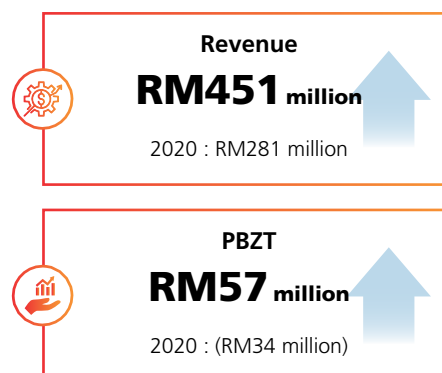 Revenue
RM451 million
2020 : RM281 million
PBZT
RM57 million
2020 : (RM34 million)